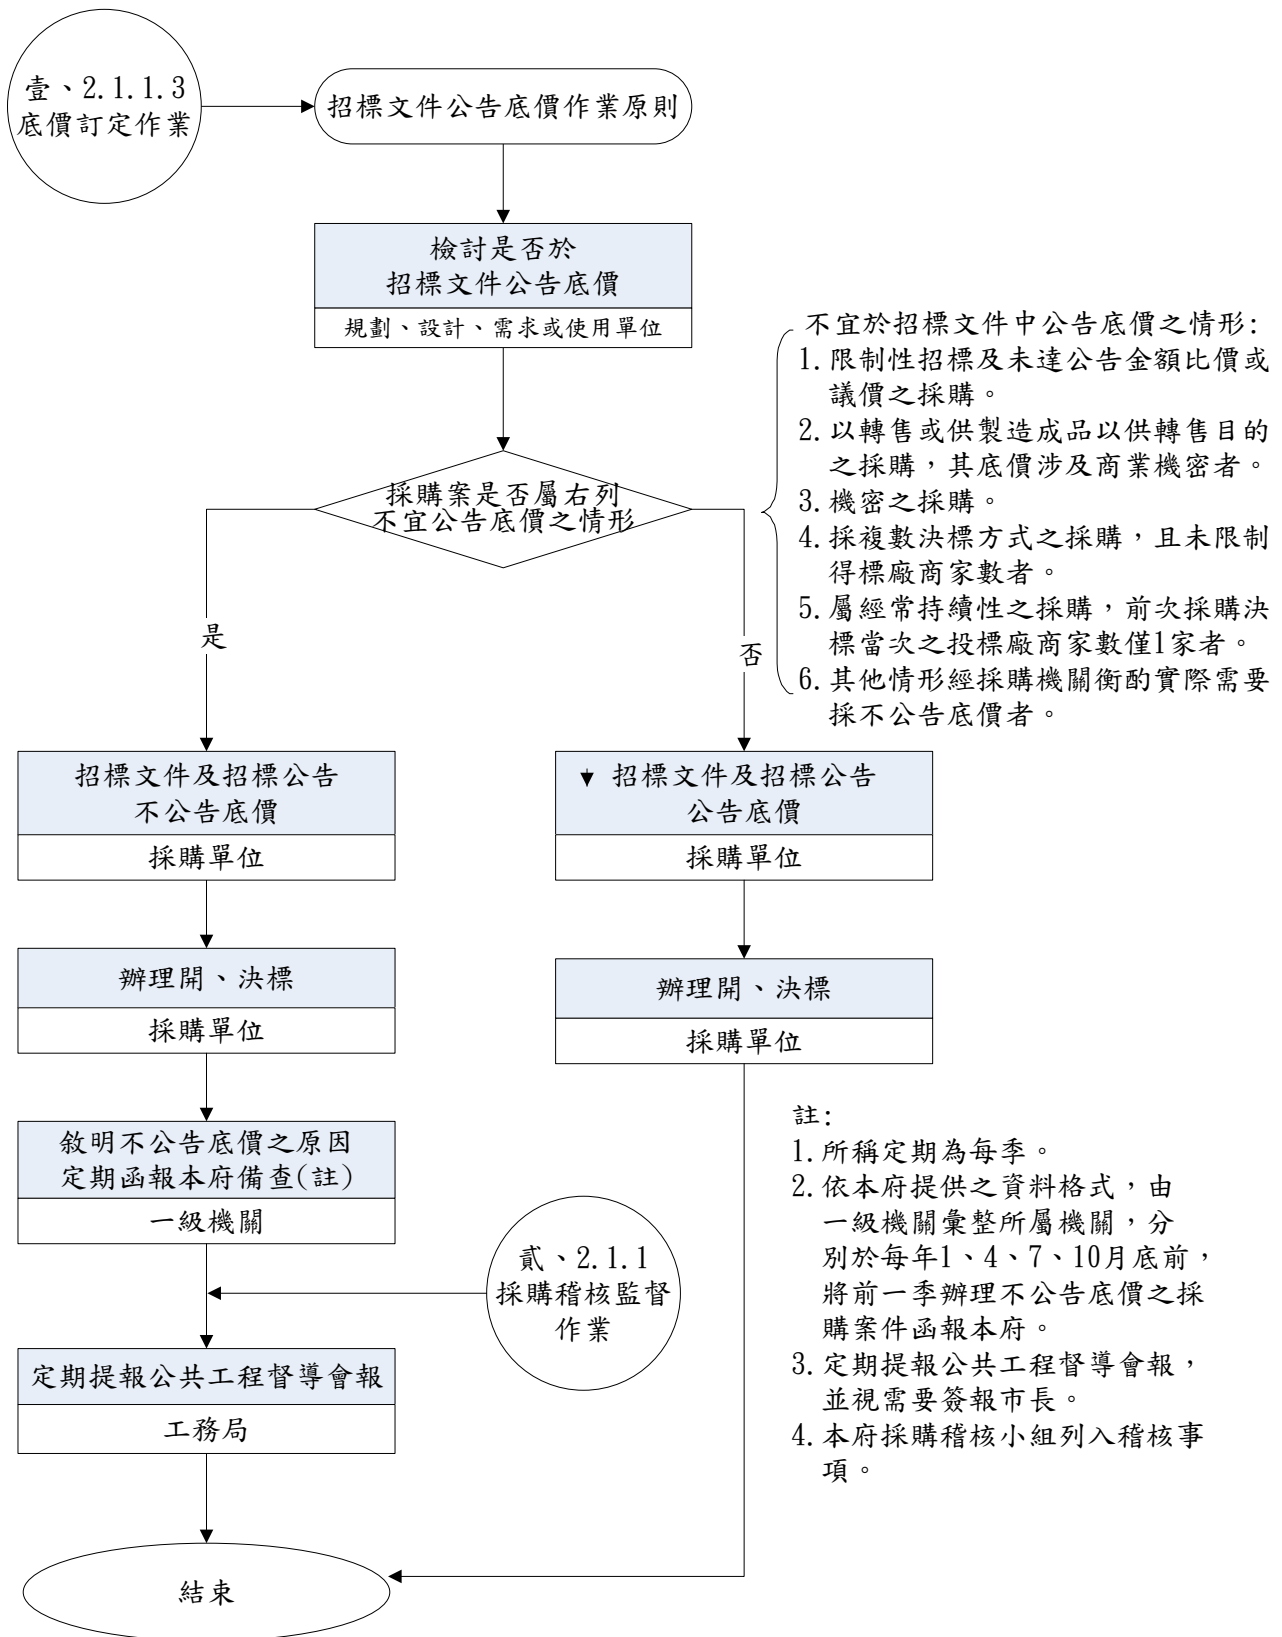 壹、2.1.1.3
底價訂定作業
招標文件公告底價作業原則
檢討是否於
招標文件公告底價
規劃、設計、需求或使用單位
採購案是否屬右列
不宜公告底價之情形
不宜於招標文件中公告底價之情形:
1.限制性招標及未達公告金額比價或
議價之採購。
2.以轉售或供製造成品以供轉售目的
之採購，其底價涉及商業機密者。
3.機密之採購。
4.採複數決標方式之採購，且未限制
得標廠商家數者。
5.屬經常持續性之採購，前次採購決
標當次之投標廠商家數僅1家者。
6.其他情形經採購機關衡酌實際需要
採不公告底價者。
是
否
招標文件及招標公告
不公告底價
採購單位
招標文件及招標公告
公告底價
採購單位
辦理開、決標
採購單位
辦理開、決標
採購單位
敘明不公告底價之原因
定期函報本府備查(註)
一級機關
貳、2.1.1
採購稽核監督
作業
定期提報公共工程督導會報
工務局
結束
註:
1.所稱定期為每季。
2.依本府提供之資料格式，由
一級機關彙整所屬機關，分
別於每年1、4、7、10月底前，
將前一季辦理不公告底價之採
購案件函報本府。
3.定期提報公共工程督導會報，
並視需要簽報市長。
4.本府採購稽核小組列入稽核事
項。